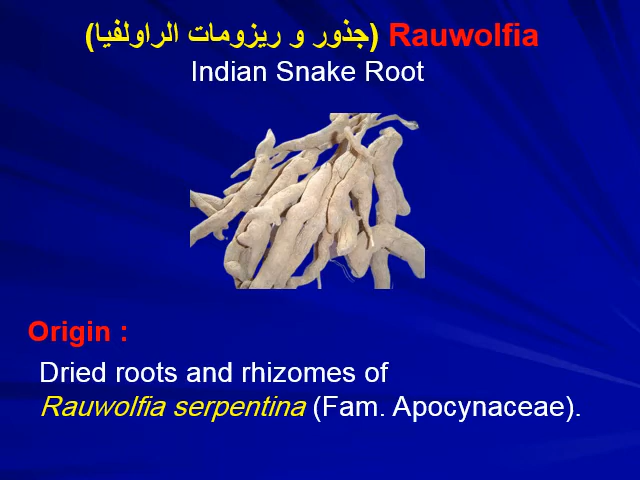 Rauwolfia (جذور و ريزومات الراولفيا)
Indian Snake Root
Origin :
Dried roots and rhizomes of
Rauwolfia serpentina (Fam. Apocynaceae).